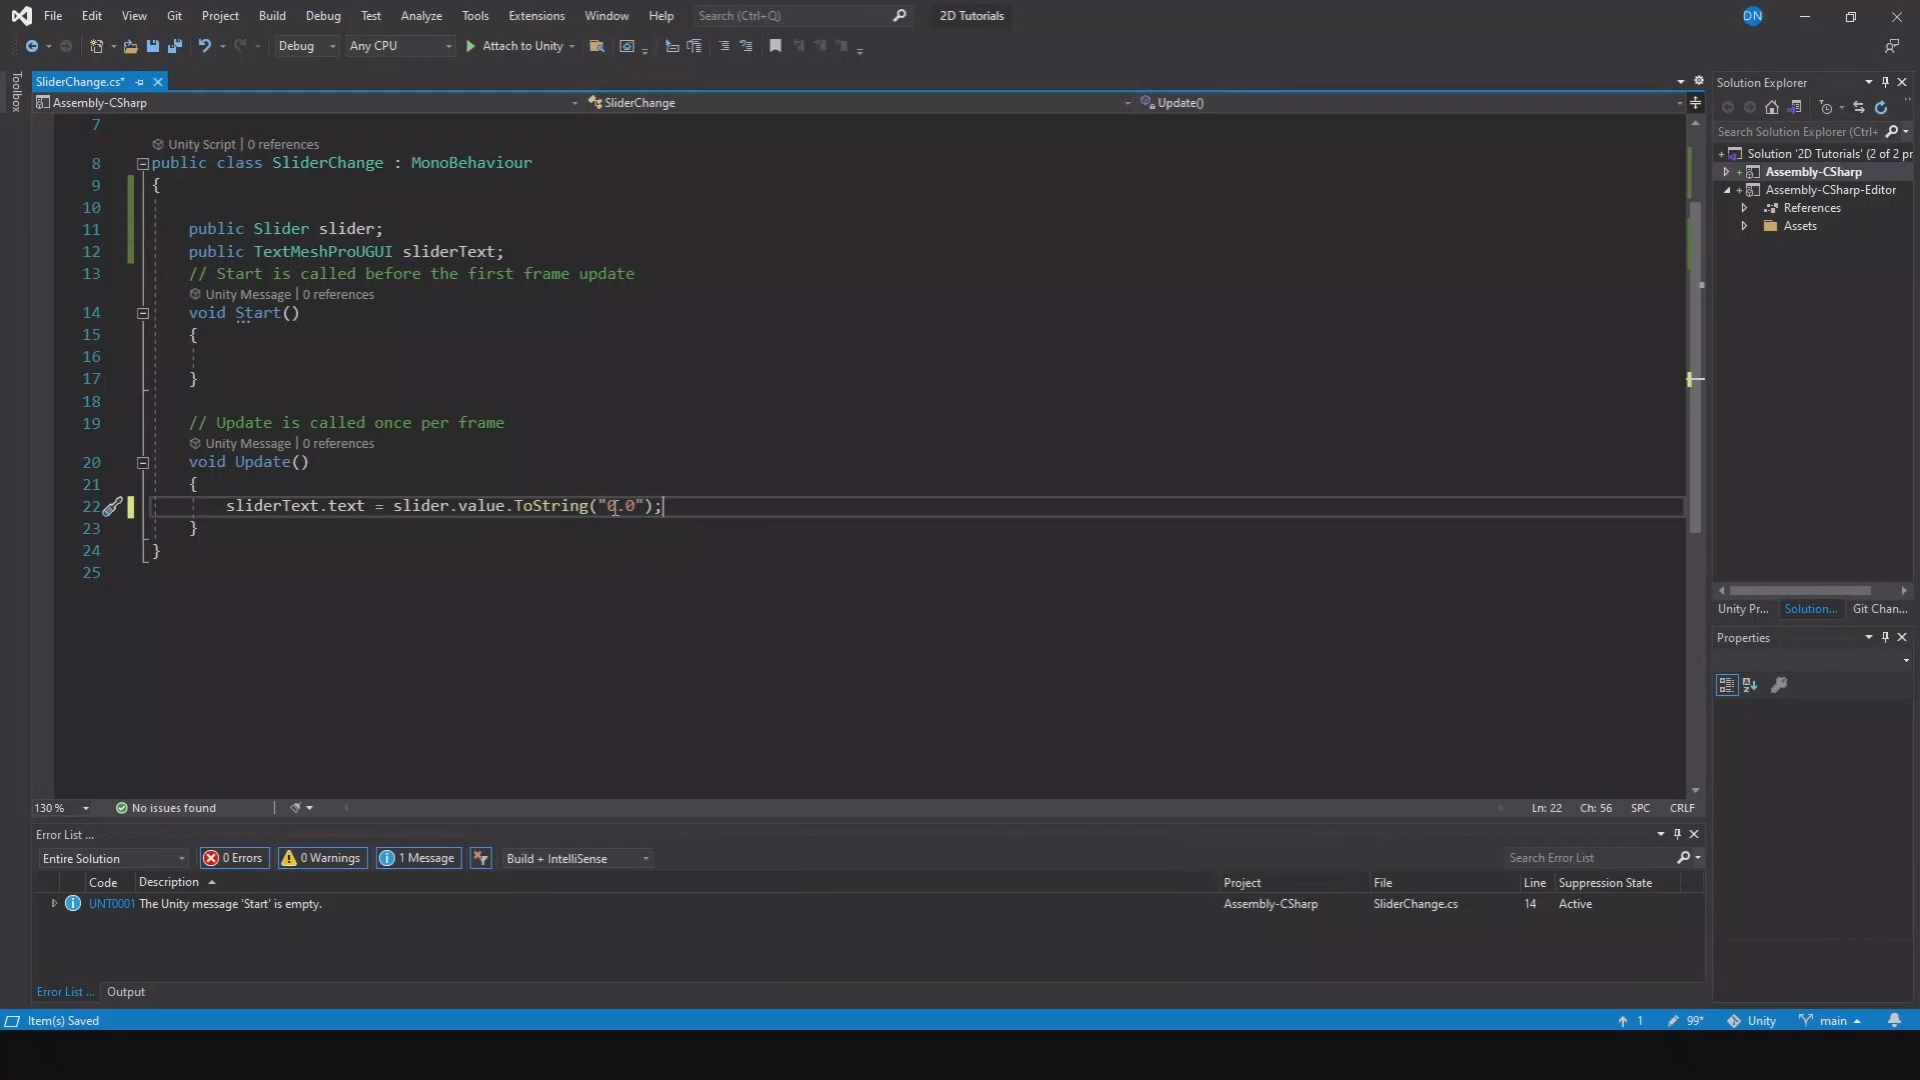 File Edit View Git Project Build Debug Test Analyze Tools Extensions Window Help Search (Ctrl+Q) 2D Tutorials DN
Debug Any CPU Attach to Unity
Toolbox
SliderChange.cs*
Assembly-CSharp SliderChange Update()
7
Unity Script | 0 references
8 public class SliderChange : MonoBehaviour
9 {
10
11 public Slider slider;
12 public TextMeshProUGUI sliderText;
13 // Start is called before the first frame update
Unity Message | 0 references
14 void Start()
15 {
16
17 }
18
19 // Update is called once per frame
Unity Message | 0 references
20 void Update()
21 {
22 sliderText.text = slider.value.ToString("0.0");
23 }
24 }
25
130 % No issues found Ln: 22 Ch: 56 SPC CRLF
Solution Explorer
Search Solution Explorer (Ctrl+
Solution '2D Tutorials' (2 of 2 pr
Assembly-CSharp
Assembly-CSharp-Editor
References
Assets
Unity Pr... Solution... Git Chan...
Properties
Error List ...
Entire Solution 0 Errors 0 Warnings 1 Message Build + IntelliSense Search Error List
Code Description Project File Line Suppression State
UNT0001 The Unity message 'Start' is empty. Assembly-CSharp SliderChange.cs 14 Active
Error List ... Output
Item(s) Saved 1 99* Unity main